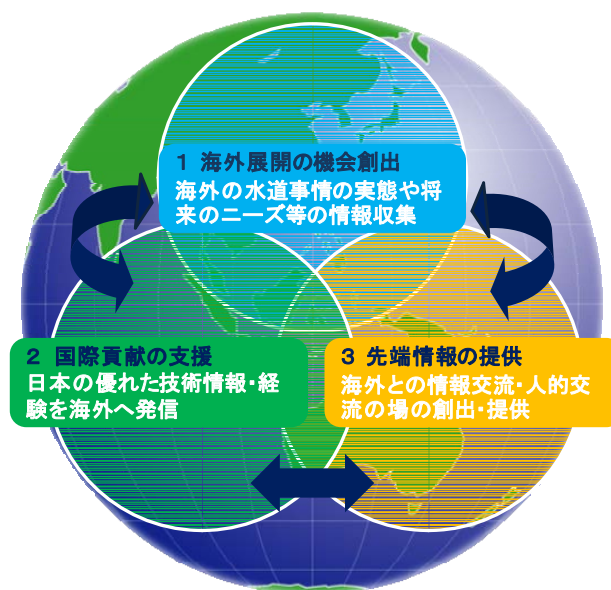 1 海外展開の機会創出
海外の水道事情の実態や将
来のニーズ等の情報収集
2 国際貢献の支援
日本の優れた技術情報・経
験を海外へ発信
3 先端情報の提供
海外との情報交流・人的交
流の場の創出・提供